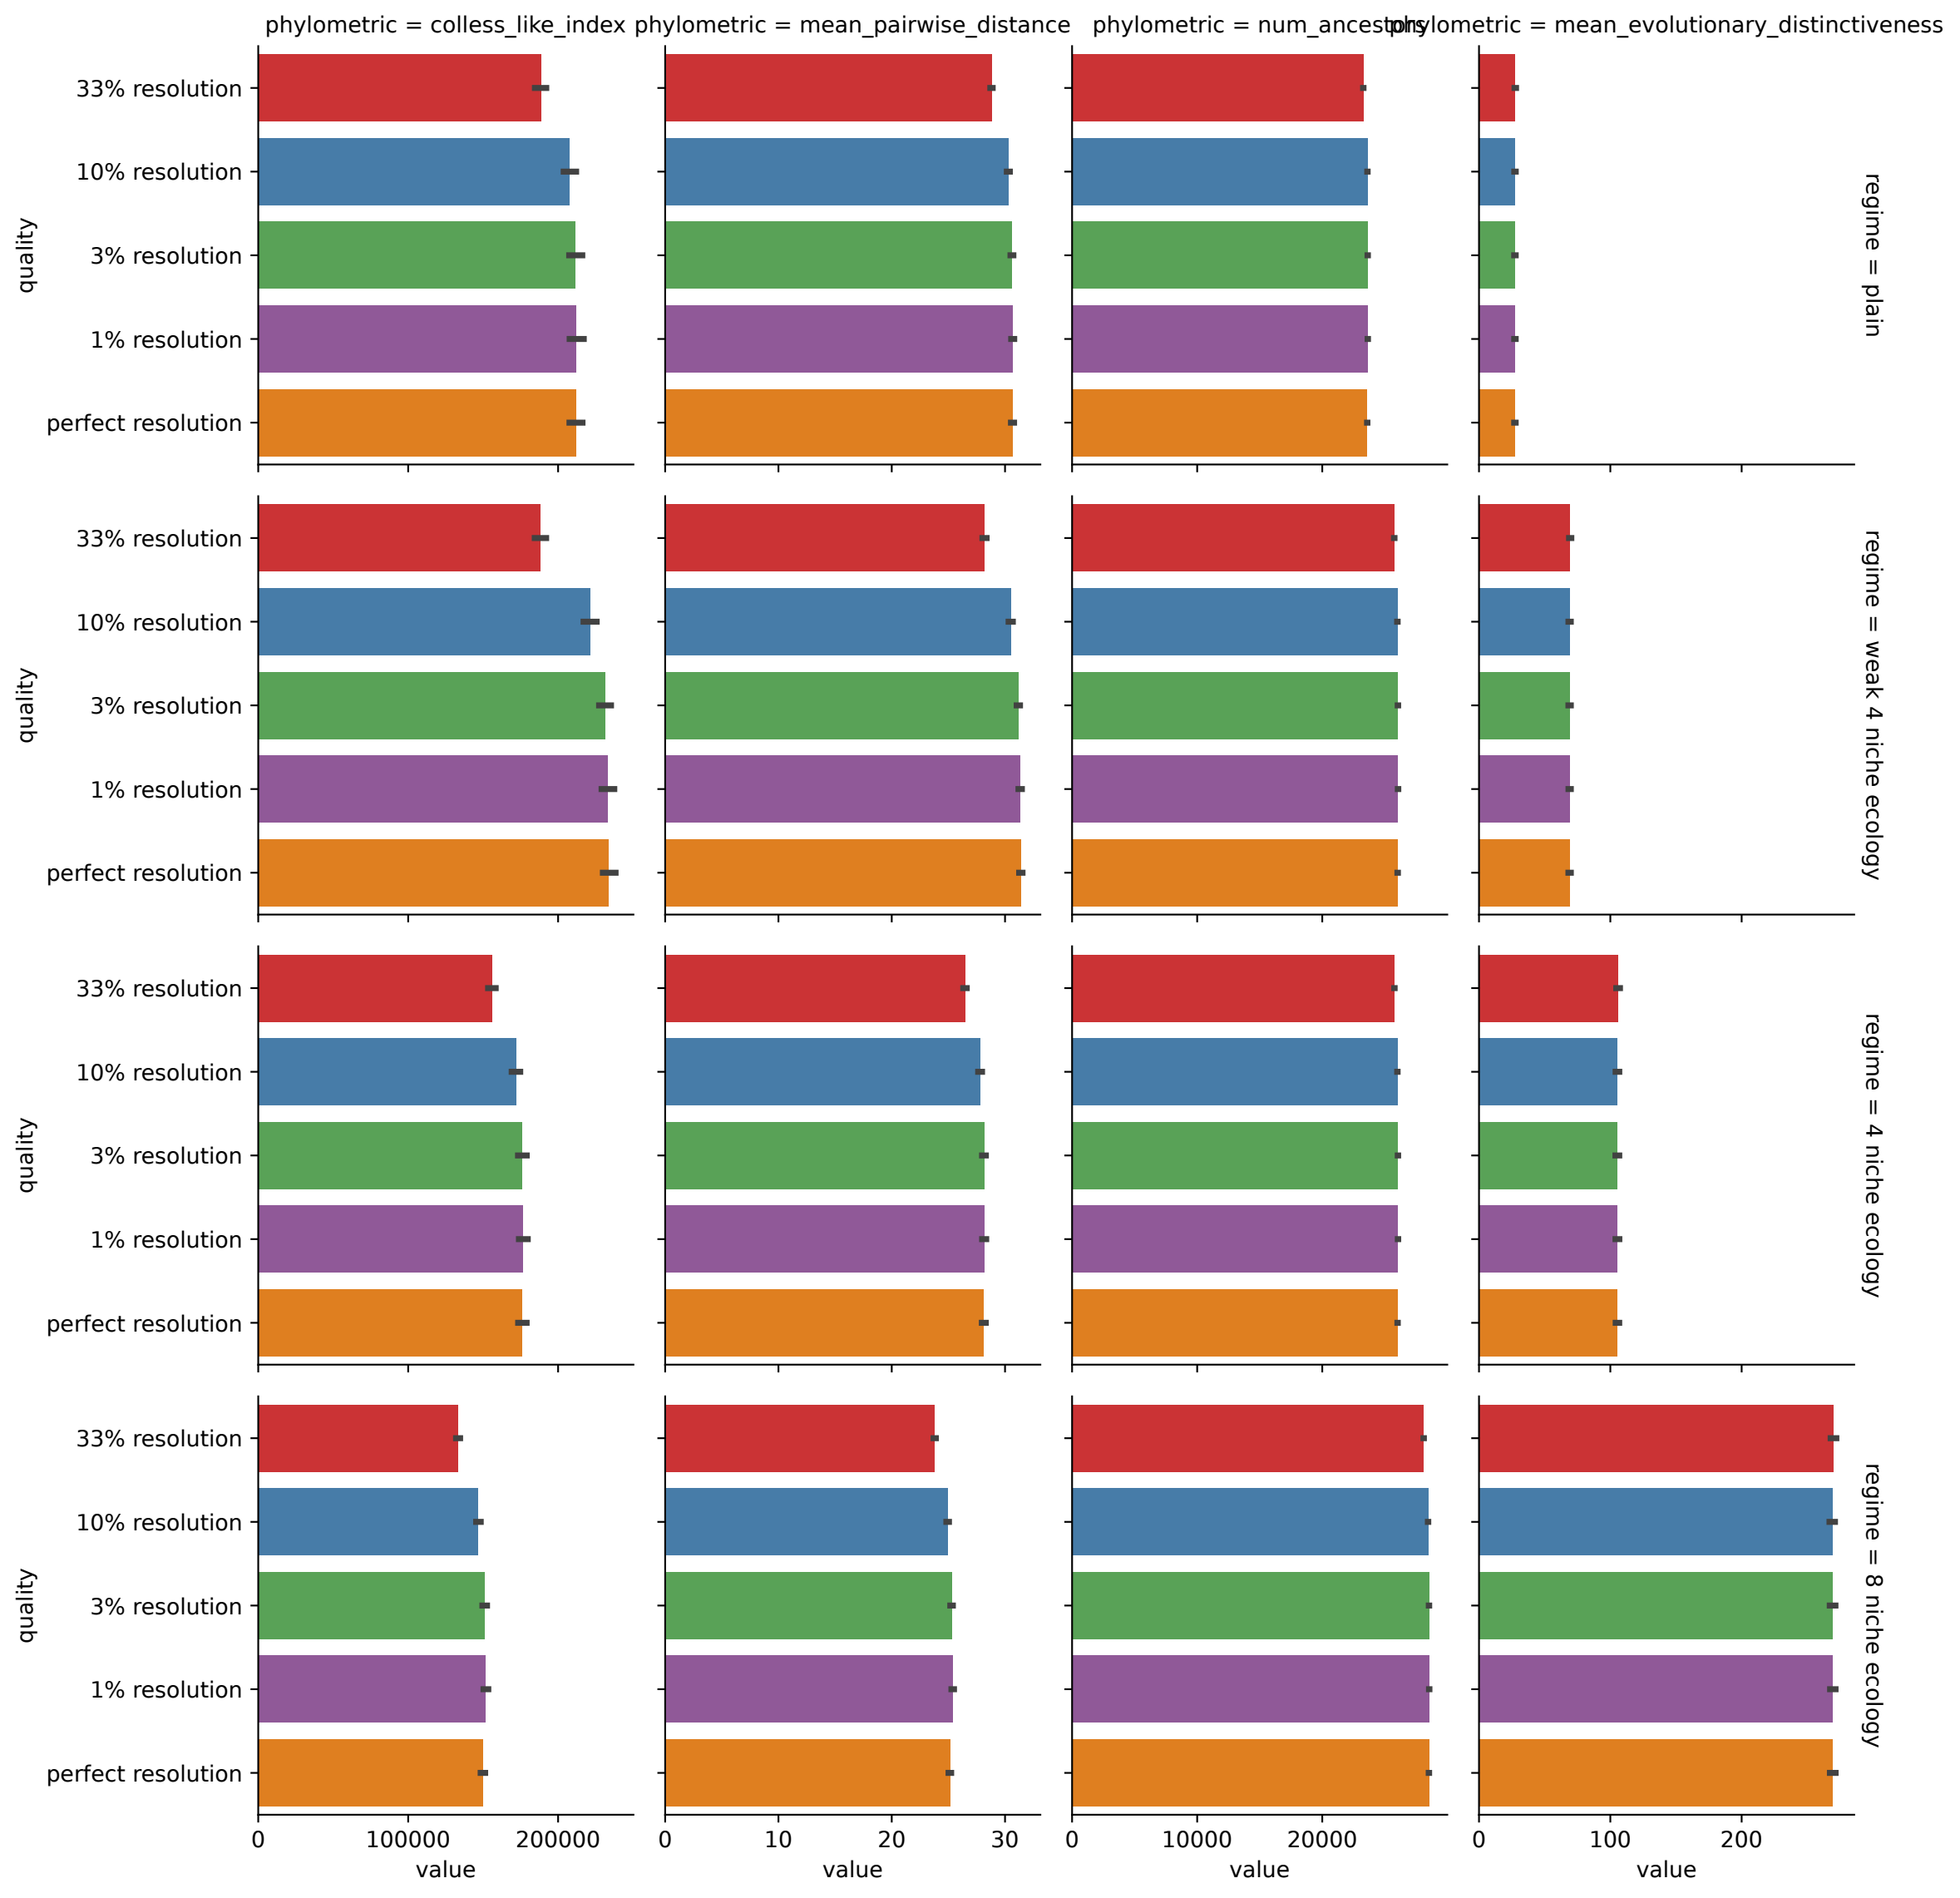 phylometric = colless_like_index
phylometric = mean_pairwise_distance
phylometric = num_ancestors
phylometric = mean_evolutionary_distinctiveness
quality
33% resolution
10% resolution
3% resolution
1% resolution
perfect resolution
regime = plain
quality
33% resolution
10% resolution
3% resolution
1% resolution
perfect resolution
regime = weak 4 niche ecology
quality
33% resolution
10% resolution
3% resolution
1% resolution
perfect resolution
regime = 4 niche ecology
quality
33% resolution
10% resolution
3% resolution
1% resolution
perfect resolution
regime = 8 niche ecology
0 100000 200000
0 10 20 30
0 10000 20000
0 100 200
value
value
value
value